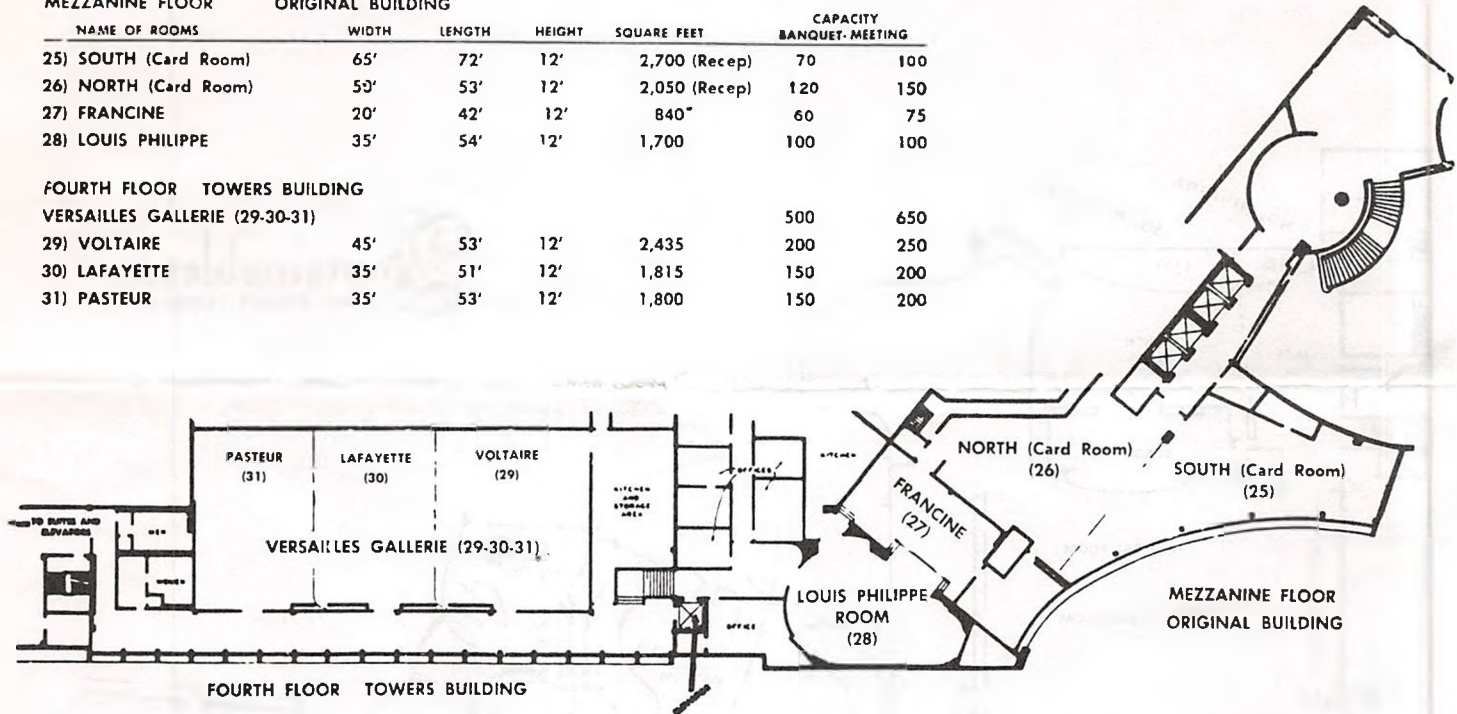 MEZZANINE FLOOR ORIGINAL BUILDING
CAPACITY
NAME OF ROOMS WIDTH LENGTH HEIGHT SQUARE FEET BANQUET-MEETING
25) SOUTH (Card Room) 65' 72' 12' 2,700 (Recep) 70 100
26) NORTH (Card Room) 50' 53' 12' 2,050 (Recep) 120 150
27) FRANCINE 20' 42' 12' 840 60 75
28) LOUIS PHILIPPE 35' 54' 12' 1,700 100 100
FOURTH FLOOR TOWERS BUILDING
VERSAILLES GALLERIE (29-30-31) 500 650
29) VOLTAIRE 45' 53' 12' 2,435 200 250
30) LAFAYETTE 35' 51' 12' 1,815 150 200
31) PASTEUR 35' 53' 12' 1,800 150 200
PASTEUR
(31)
LAFAYETTE
(30)
VOLTAIRE
(29)
VERSAILLES GALLERIE (29-30-31)
TO SUITES AND
ELEVATORS
MEN
WOMEN
KITCHEN
AND
STORAGE
AREA
OFFICES
KITCHEN
OFFICE
FRANCINE
(27)
LOUIS PHILIPPE
ROOM
(28)
NORTH (Card Room)
(26)
SOUTH (Card Room)
(25)
MEZZANINE FLOOR
ORIGINAL BUILDING
FOURTH FLOOR TOWERS BUILDING